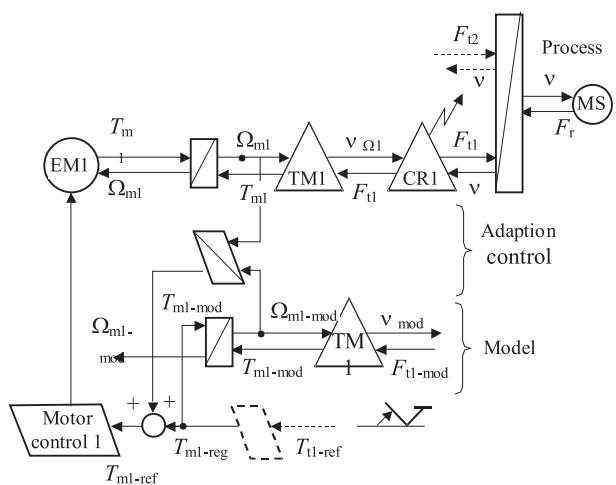 F_t2
Process
ν
ν
T_m
1
Ω_m1
ν_Ω1
F_t1
MS
EM1
F_r
Ω_m1
T_m1
TM1
F_t1
CR1
ν
Adaption
control
T_m1-mod
Ω_m1-
mod
Ω_m1-mod
TM
1
ν_mod
T_m1-mod
F_t1-mod
Model
+
+
Motor
control 1
T_m1-reg
T_t1-ref
T_m1-ref